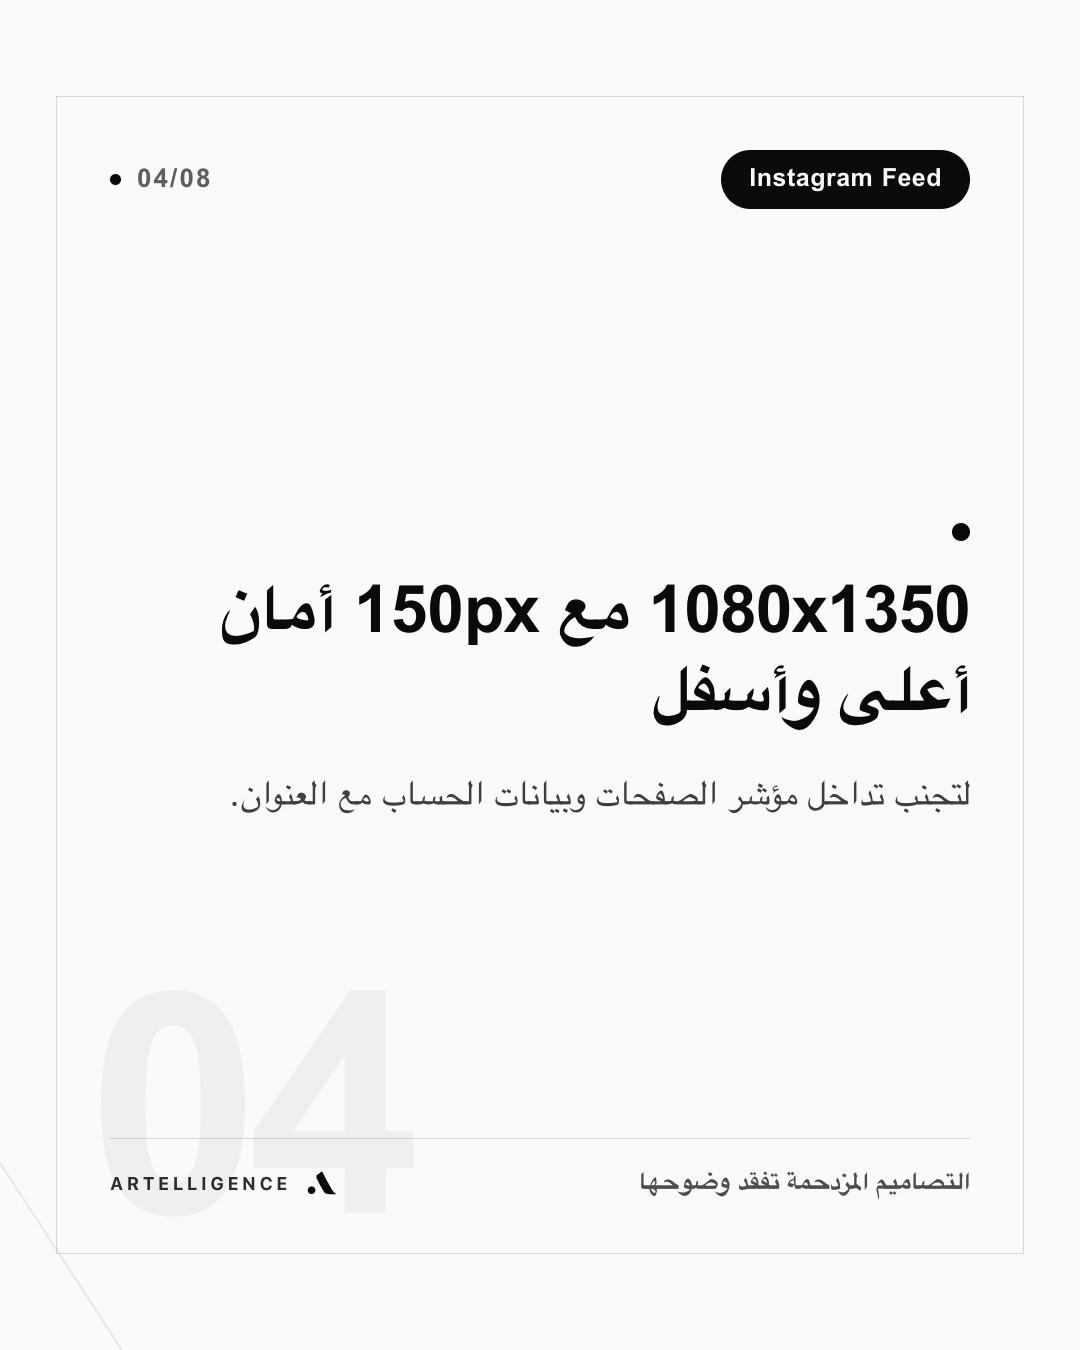 Instagram Feed
04/08
1080x1350 مع 150px أمان
أعلى وأسفل
لتجنب تداخل مؤشر الصفحات وبيانات الحساب مع العنوان.
04
التصاميم المزدحمة تفقد وضوحها
ARTELLIGENCE